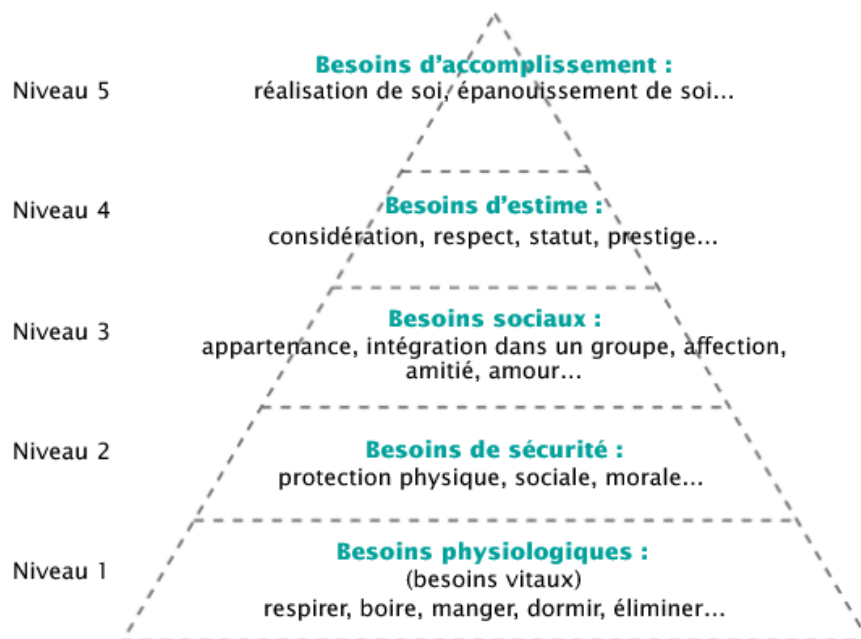 Besoins d'accomplissement :
Niveau 5
réalisation de soi, épanouissement de soi...
Niveau 4
Besoins d'estime :
considération, respect, statut, prestige...
Niveau 3
Besoins sociaux :
appartenance, intégration dans un groupe, affection,
amitié, amour...
Niveau 2
Besoins de sécurité :
protection physique, sociale, morale...
Niveau 1
Besoins physiologiques :
(besoins vitaux)
respirer, boire, manger, dormir, éliminer...